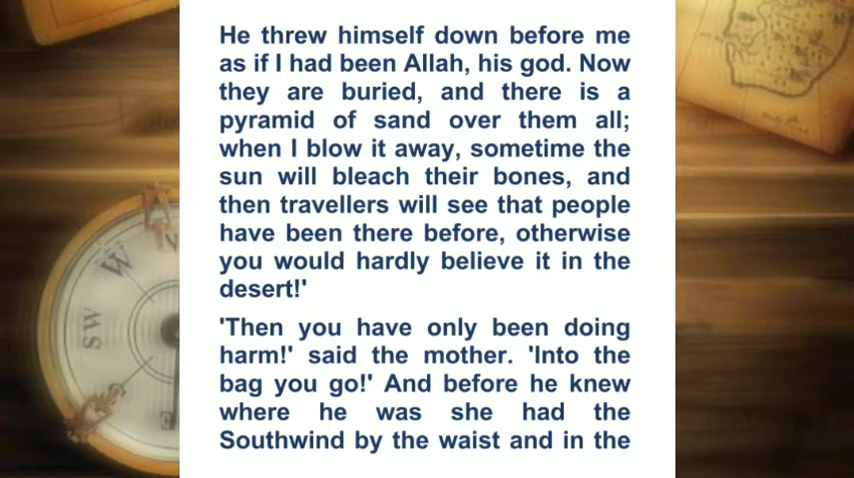 He threw himself down before me
as if I had been Allah, his god. Now
they are buried, and there is a
pyramid of sand over them all;
when I blow it away, sometime the
sun will bleach their bones, and
then travellers will see that people
have been there before, otherwise
you would hardly believe it in the
desert!'
'Then you have only been doing
harm!' said the mother. 'Into the
bag you go!' And before he knew
where he was she had the
Southwind by the waist and in the
W
SW